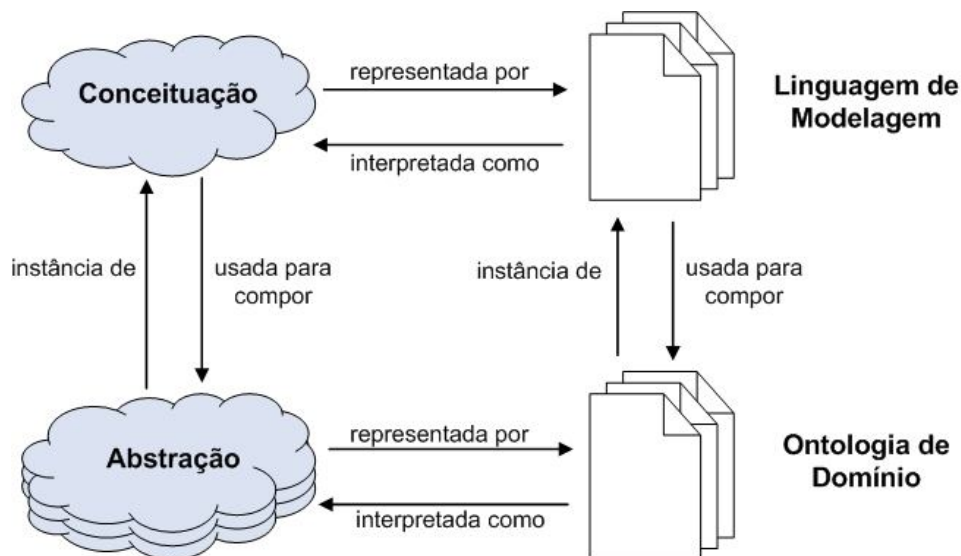 Conceituação
representada por
interpretada como
Linguagem de
Modelagem
instância de
usada para
compor
instância de
usada para
compor
Abstração
representada por
interpretada como
Ontologia de
Domínio